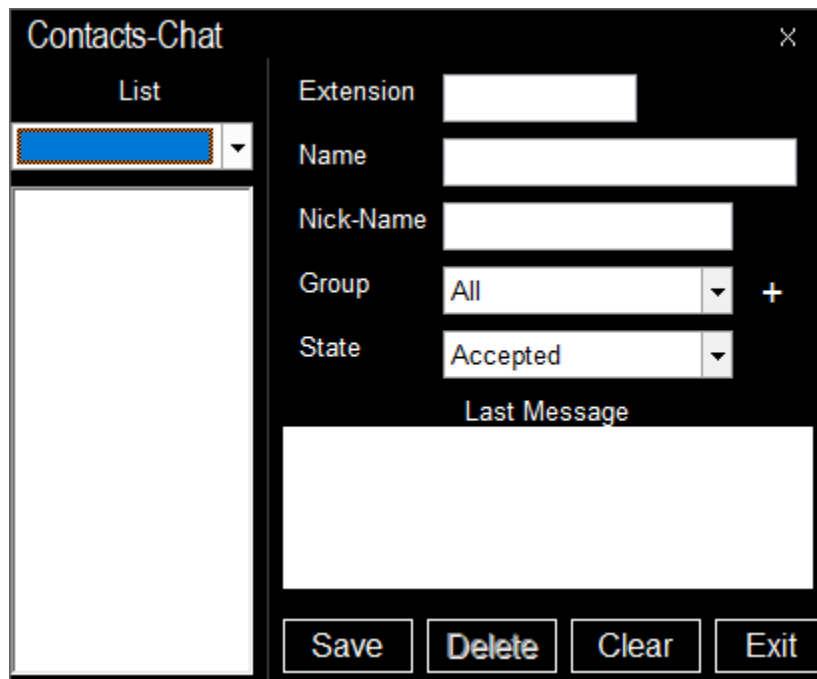 Contacts-Chat
x
List
Extension
Name
Nick-Name
Group
All
+
State
Accepted
Last Message
Save
Delete
Clear
Exit